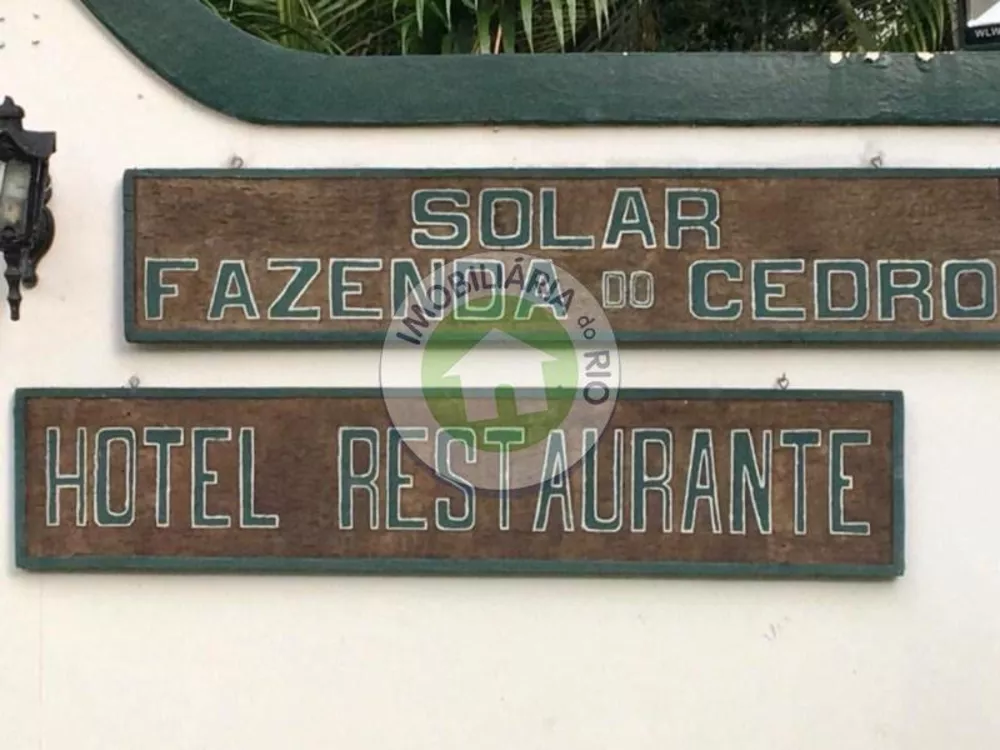 SOLAR
FAZENDA DO CEDRO
HOTEL RESTAURANTE
IMOBILIÁRIA do RIO